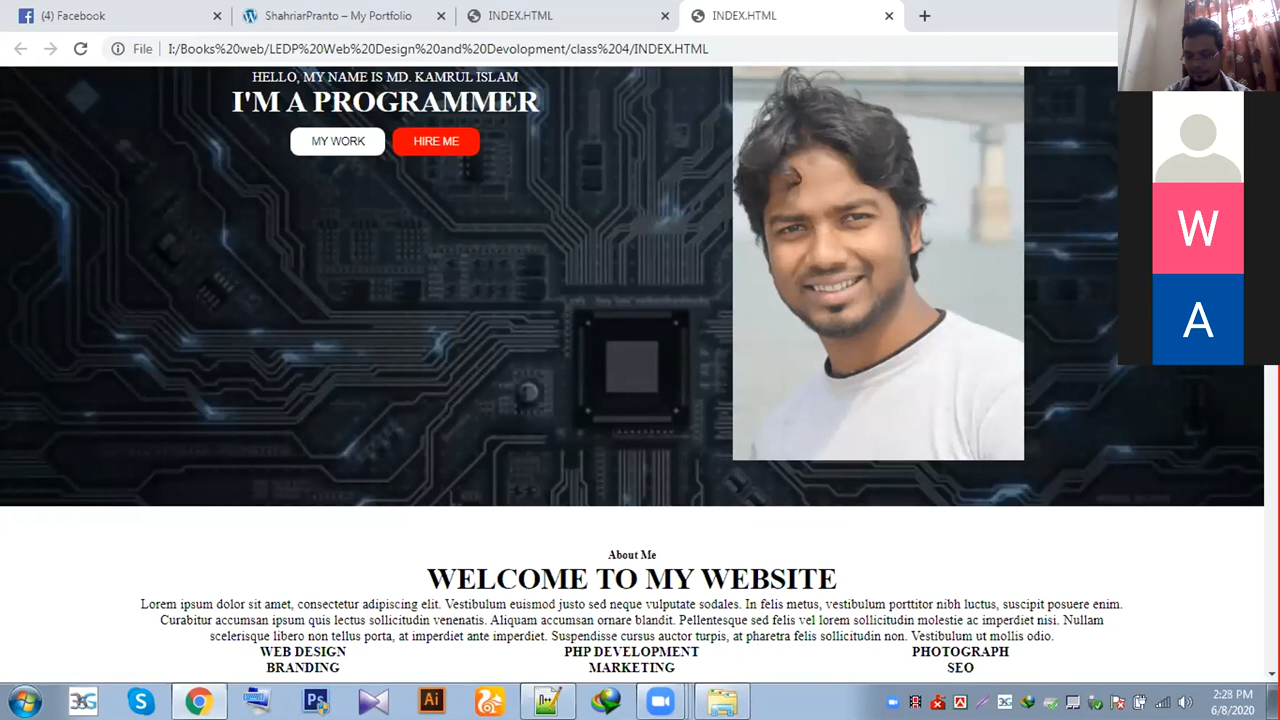 (4) Facebook
ShahriarPranto – My Portfolio
INDEX.HTML
INDEX.HTML
File
I:/Books%20web/LEDP%20Web%20Design%20and%20Devolopment/class%204/INDEX.HTML
HELLO, MY NAME IS MD. KAMRUL ISLAM
I'M A PROGRAMMER
MY WORK
HIRE ME
W
A
About Me
WELCOME TO MY WEBSITE
Lorem ipsum dolor sit amet, consectetur adipiscing elit. Vestibulum euismod justo sed neque vulputate sodales. In felis metus, vestibulum porttitor nibh luctus, suscipit posuere enim.
Curabitur accumsan ipsum quis lectus sollicitudin venenatis. Aliquam accumsan ornare blandit. Pellentesque sed felis vel lorem sollicitudin molestie ac imperdiet nisi. Nullam
scelerisque libero non tellus porta, at imperdiet ante imperdiet. Suspendisse cursus auctor turpis, at pharetra felis sollicitudin non. Vestibulum ut mollis odio.
WEB DESIGN PHP DEVELOPMENT PHOTOGRAPH
BRANDING MARKETING SEO
2:28 PM
6/8/2020